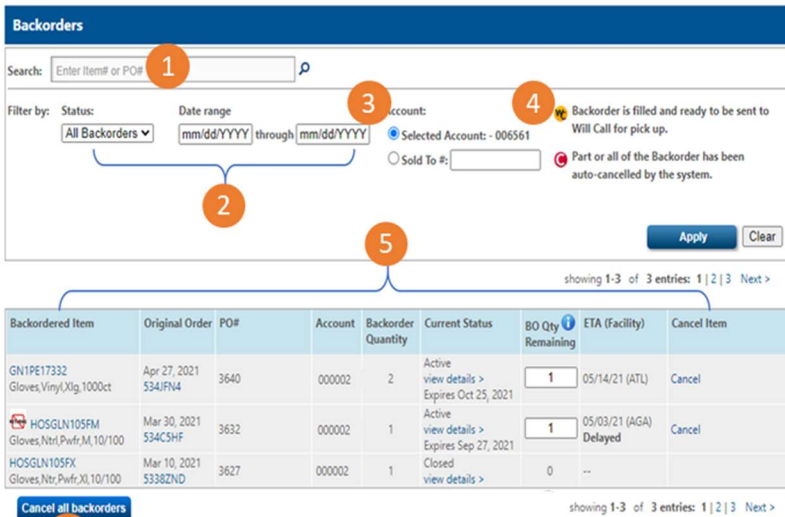 Backorders
Search: Enter Item# or PO# 1
Filter by: Status: Date range 3 Account: 4 WC Backorder is filled and ready to be sent to
All Backorders mm/dd/YYYY through mm/dd/YYYY Selected Account: - 006561 Will Call for pick up.
Sold To #: C Part or all of the Backorder has been
auto-cancelled by the system.
2
Apply Clear
5
showing 1-3 of 3 entries: 1 | 2 | 3 Next >
Backordered Item Original Order PO# Account Backorder Current Status BO Qty i ETA (Facility) Cancel Item
Quantity Remaining
GN1PE17332 Apr 27, 2021 3640 000002 2 Active 1 05/14/21 (ATL) Cancel
Gloves,Vinyl,Xlg,1000ct 534JFN4 view details >
Expires Oct 25, 2021
HOSGLN105FM Mar 30, 2021 3632 000002 1 Active 1 05/03/21 (AGA) Cancel
Gloves,Ntrl,Pwfr,M,10/100 534C5HF view details > Delayed
Expires Sep 27, 2021
HOSGLN105FX Mar 10, 2021 3627 000002 1 Closed 0 --
Gloves,Ntr,Pwfr,Xl,10/100 5338ZND view details >
Cancel all backorders showing 1-3 of 3 entries: 1 | 2 | 3 Next >